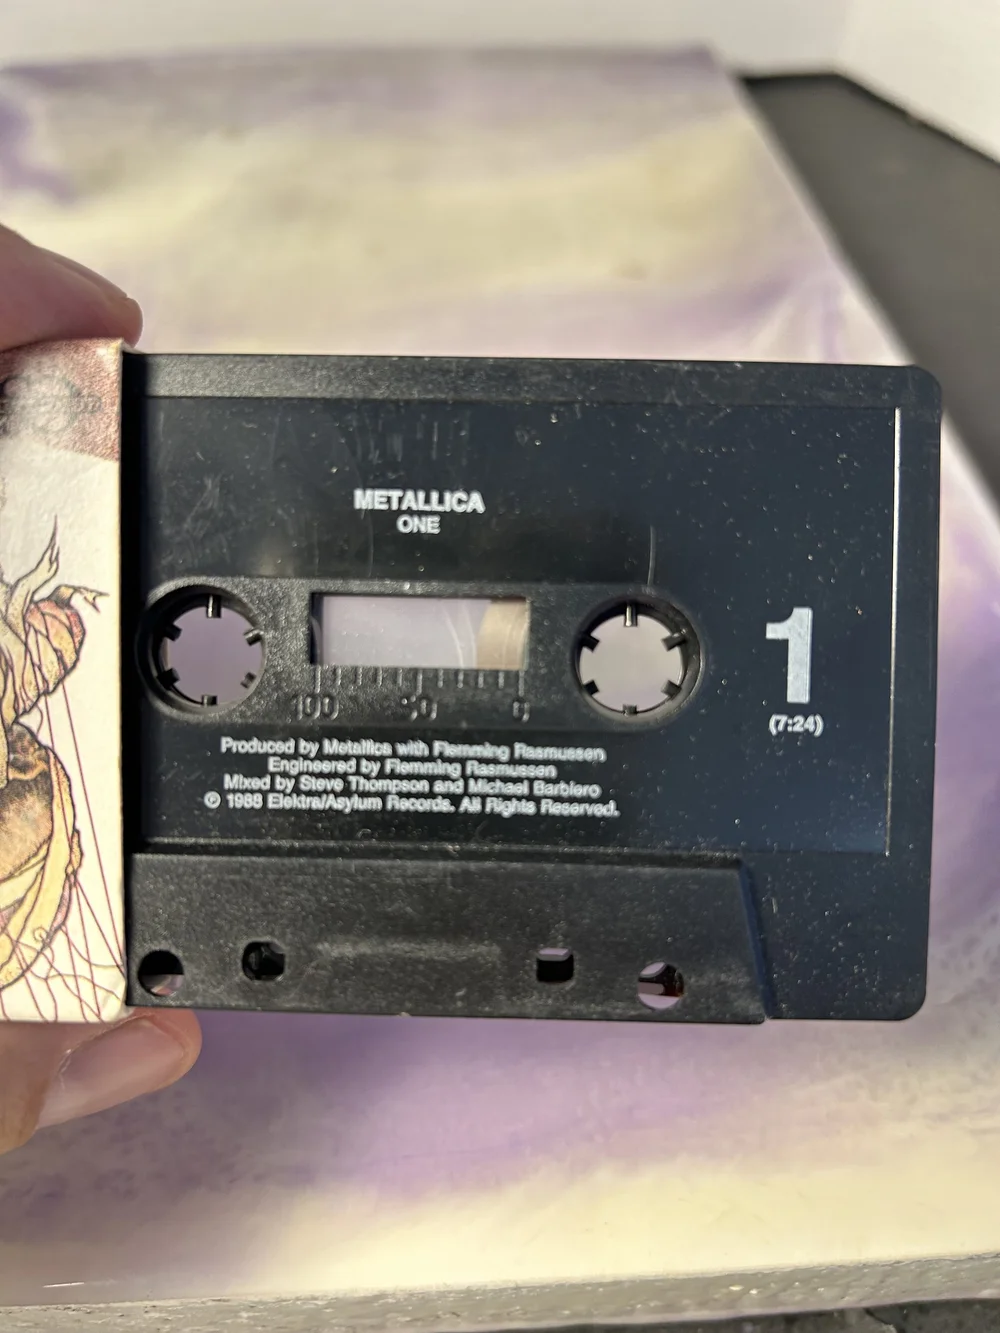 METALLICA
ONE
1
(7:24)
100 50 0
Produced by Metallica with Flemming Rasmussen
Engineered by Flemming Rasmussen
Mixed by Steve Thompson and Michael Barbiero
℗ 1988 Elektra/Asylum Records. All Rights Reserved.